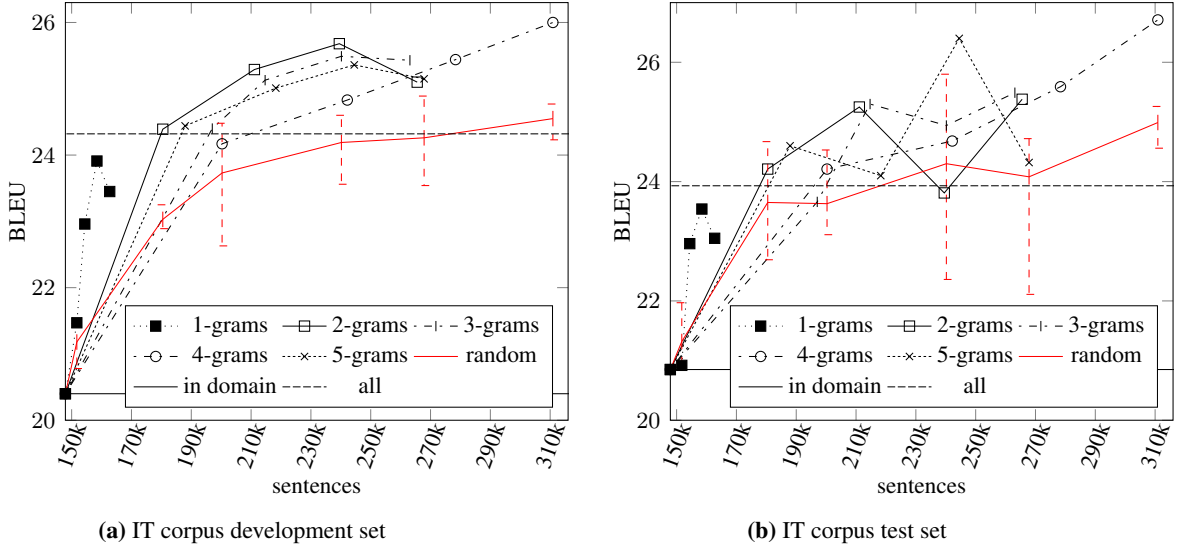 26
24
22
20
BLEU
1-grams 2-grams 3-grams
4-grams 5-grams random
in domain all
150k 170k 190k 210k 230k 250k 270k 290k 310k
sentences
(a) IT corpus development set
26
24
22
20
BLEU
1-grams 2-grams 3-grams
4-grams 5-grams random
in domain all
150k 170k 190k 210k 230k 250k 270k 290k 310k
sentences
(b) IT corpus test set